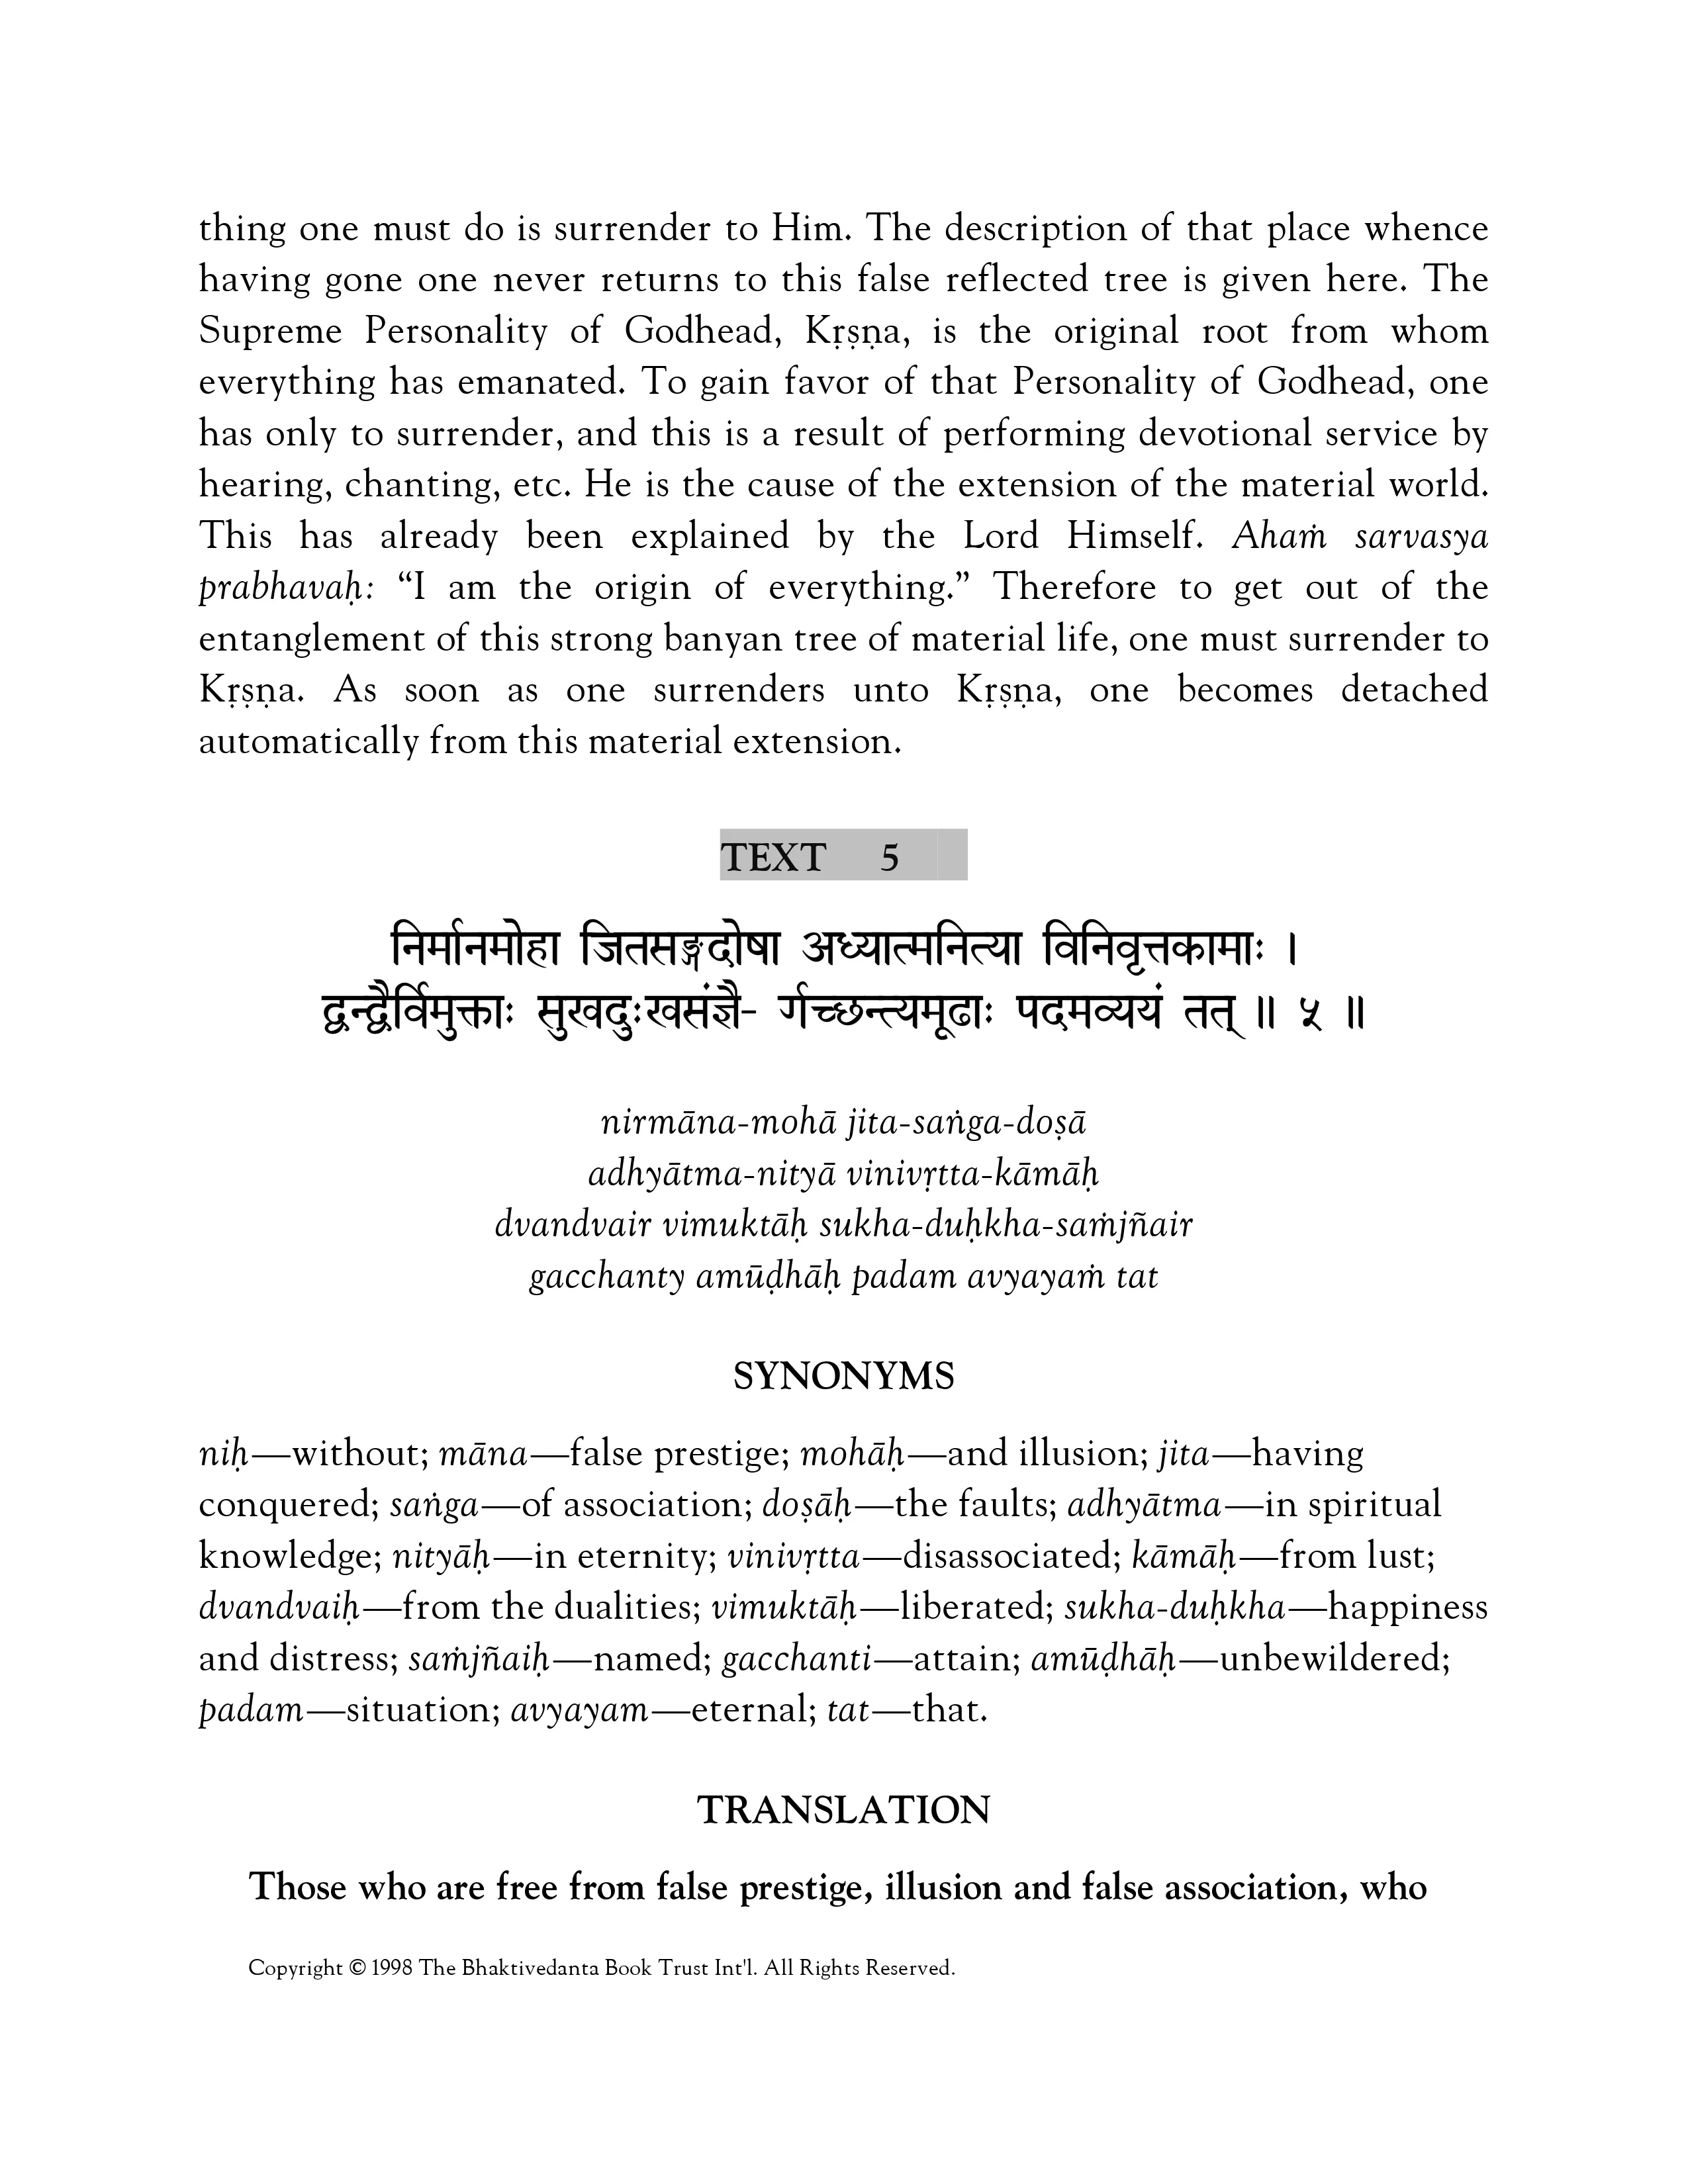 thing one must do is surrender to Him. The description of that place whence
having gone one never returns to this false reflected tree is given here. The
Supreme Personality of Godhead, Kṛṣṇa, is the original root from whom
everything has emanated. To gain favor of that Personality of Godhead, one
has only to surrender, and this is a result of performing devotional service by
hearing, chanting, etc. He is the cause of the extension of the material world.
This has already been explained by the Lord Himself. Ahaṁ sarvasya
prabhavaḥ: “I am the origin of everything.” Therefore to get out of the
entanglement of this strong banyan tree of material life, one must surrender to
Kṛṣṇa. As soon as one surrenders unto Kṛṣṇa, one becomes detached
automatically from this material extension.
TEXT 5
निर्मानमोहा जितसङ्गदोषा अध्यात्मनित्या विनिवृत्तकामाः ।
द्वन्द्वैर्विमुक्ताः सुखदुःखसंज्ञै- र्गच्छन्त्यमूढाः पदमव्ययं तत् ॥ ५ ॥
nirmāna-mohā jita-saṅga-doṣā
adhyātma-nityā vinivṛtta-kāmāḥ
dvandvair vimuktāḥ sukha-duḥkha-saṁjñair
gacchanty amūḍhāḥ padam avyayaṁ tat
SYNONYMS
niḥ—without; māna—false prestige; mohāḥ—and illusion; jita—having
conquered; saṅga—of association; doṣāḥ—the faults; adhyātma—in spiritual
knowledge; nityāḥ—in eternity; vinivṛtta—disassociated; kāmāḥ—from lust;
dvandvaiḥ—from the dualities; vimuktāḥ—liberated; sukha-duḥkha—happiness
and distress; saṁjñaiḥ—named; gacchanti—attain; amūḍhāḥ—unbewildered;
padam—situation; avyayam—eternal; tat—that.
TRANSLATION
Those who are free from false prestige, illusion and false association, who
Copyright © 1998 The Bhaktivedanta Book Trust Int'l. All Rights Reserved.